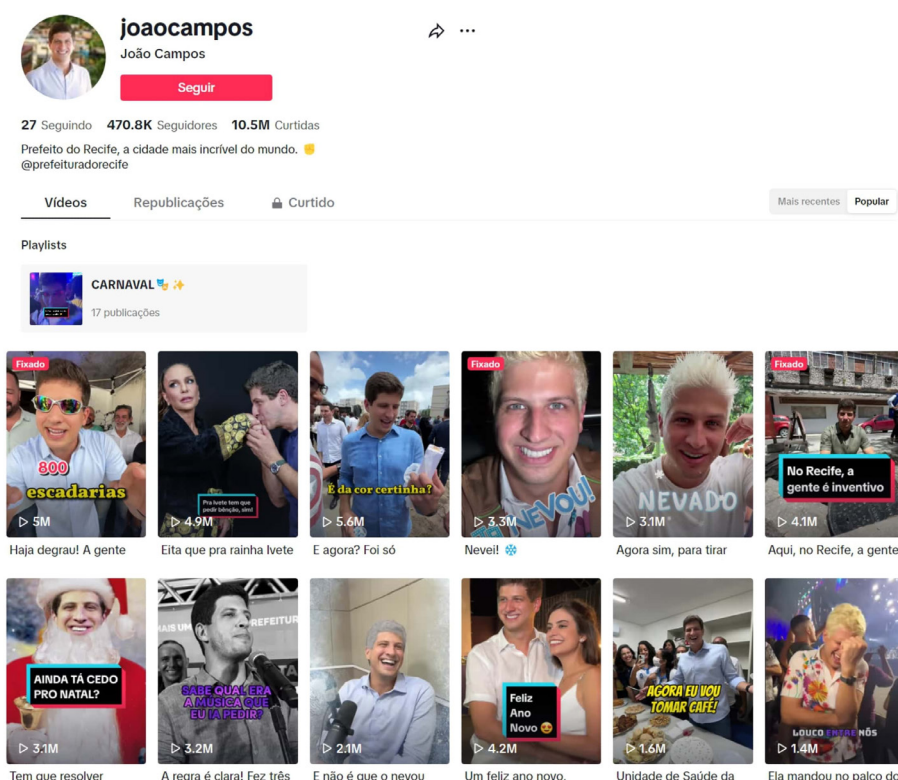 joaocampos
João Campos
Seguir
27 Seguindo 470.8K Seguidores 10.5M Curtidas
Prefeito do Recife, a cidade mais incrível do mundo. ✊
@prefeituradorecife
Vídeos Republicações Curtido
Mais recentes Popular
Playlists
CARNAVAL🎭✨
17 publicações
Fixado
800
escadarias
5M
Haja degrau! A gente
Pra Ivete tem que
pedir bênção, sim!
4.9M
Eita que pra rainha Ivete
É da cor certinha?
5.6M
E agora? Foi só
Fixado
NEVOU!
3.3M
Nevei! ❄️
NEVADO
3.1M
Agora sim, para tirar
Fixado
No Recife, a
gente é inventivo
4.1M
Aqui, no Recife, a gente
AINDA TÁ CEDO
PRO NATAL?
3.1M
Tem que resolver
MAIS UM
PREFEITUR
SABE QUAL ERA
A MÚSICA QUE
EU IA PEDIR?
3.2M
A regra é clara! Fez três
2.1M
E não é que o nevou
Feliz
Ano
Novo 😍
4.2M
Um feliz ano novo,
AGORA EU VOU
TOMAR CAFÉ!
1.6M
Unidade de Saúde da
LOUCO ENTRE NÓS
1.4M
Ela mandou no palco do